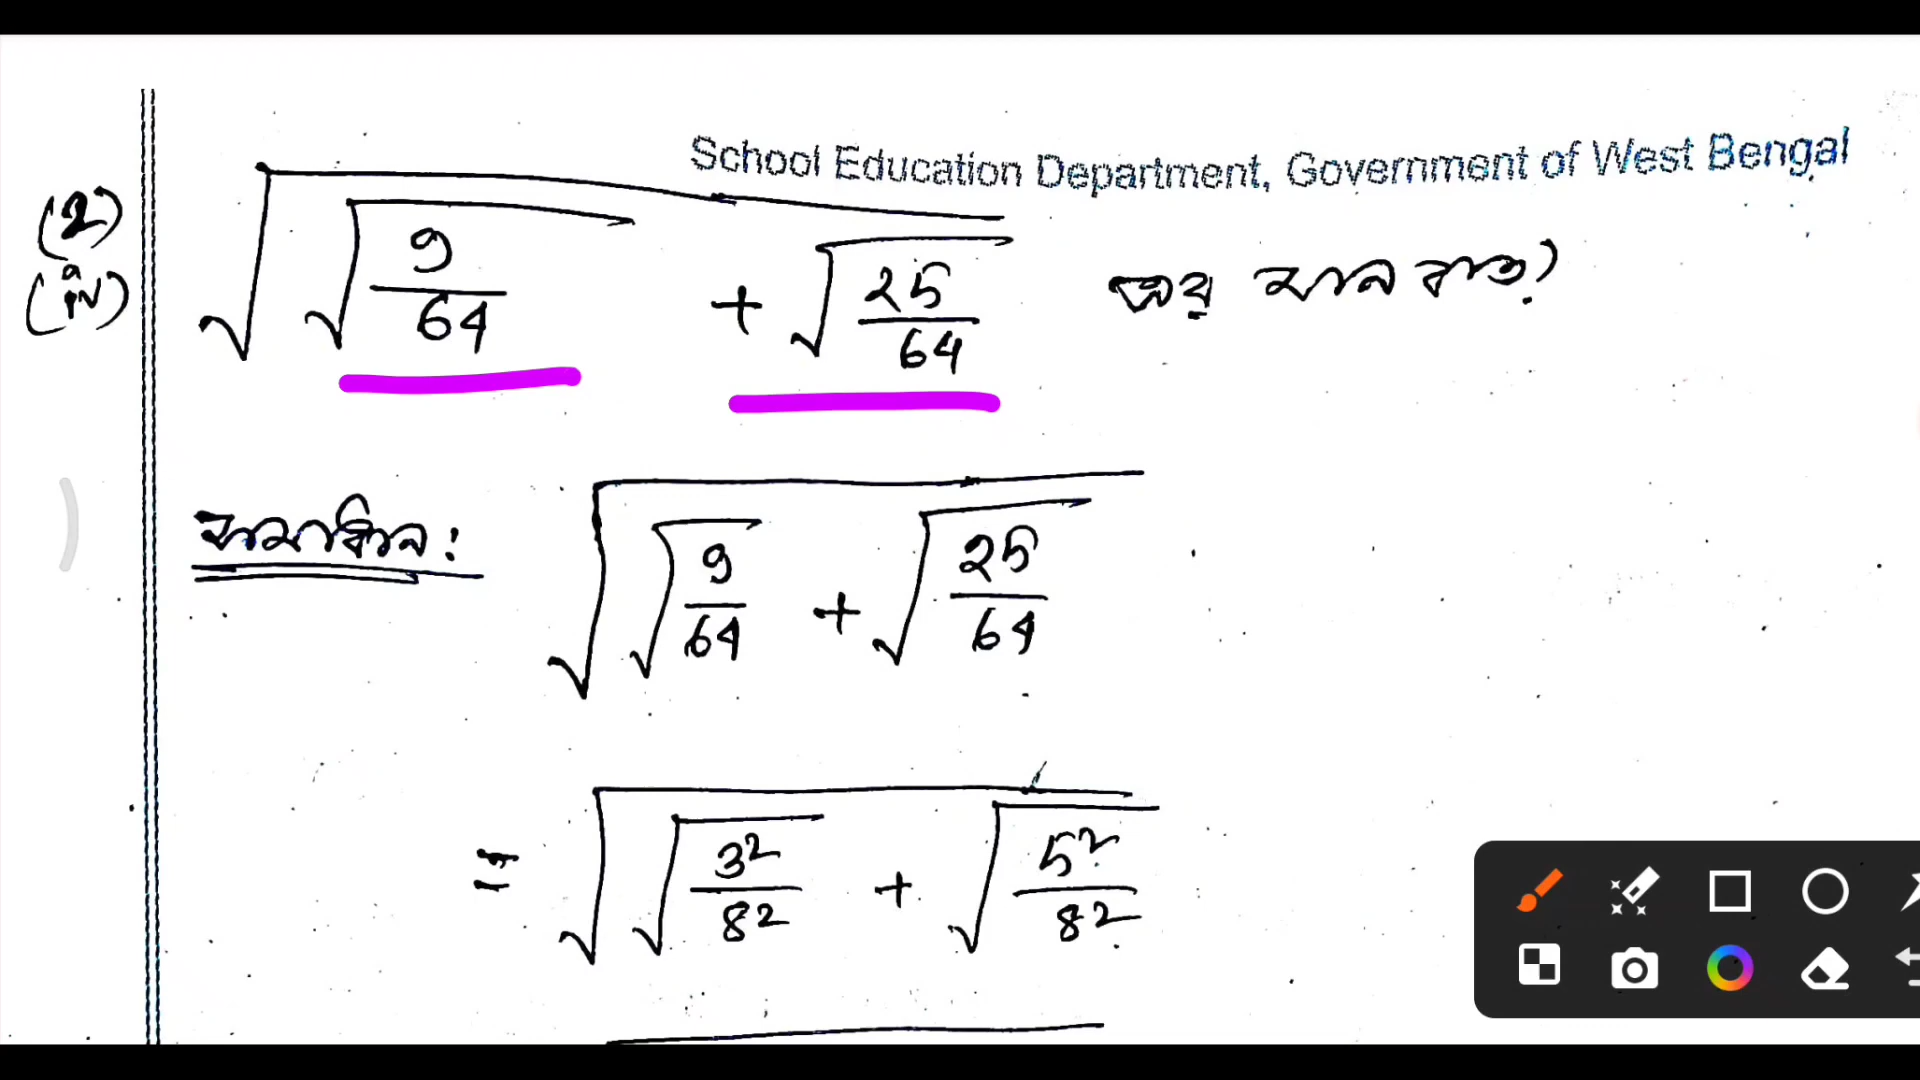 School Education Department, Government of West Bengal
(2)
(iv)
√(√(9/64) + √(25/64)) এর মান কত?
সমাধান : √(√(9/64) + √(25/64))
= √(√(3²/8²) + √(5²/8²))